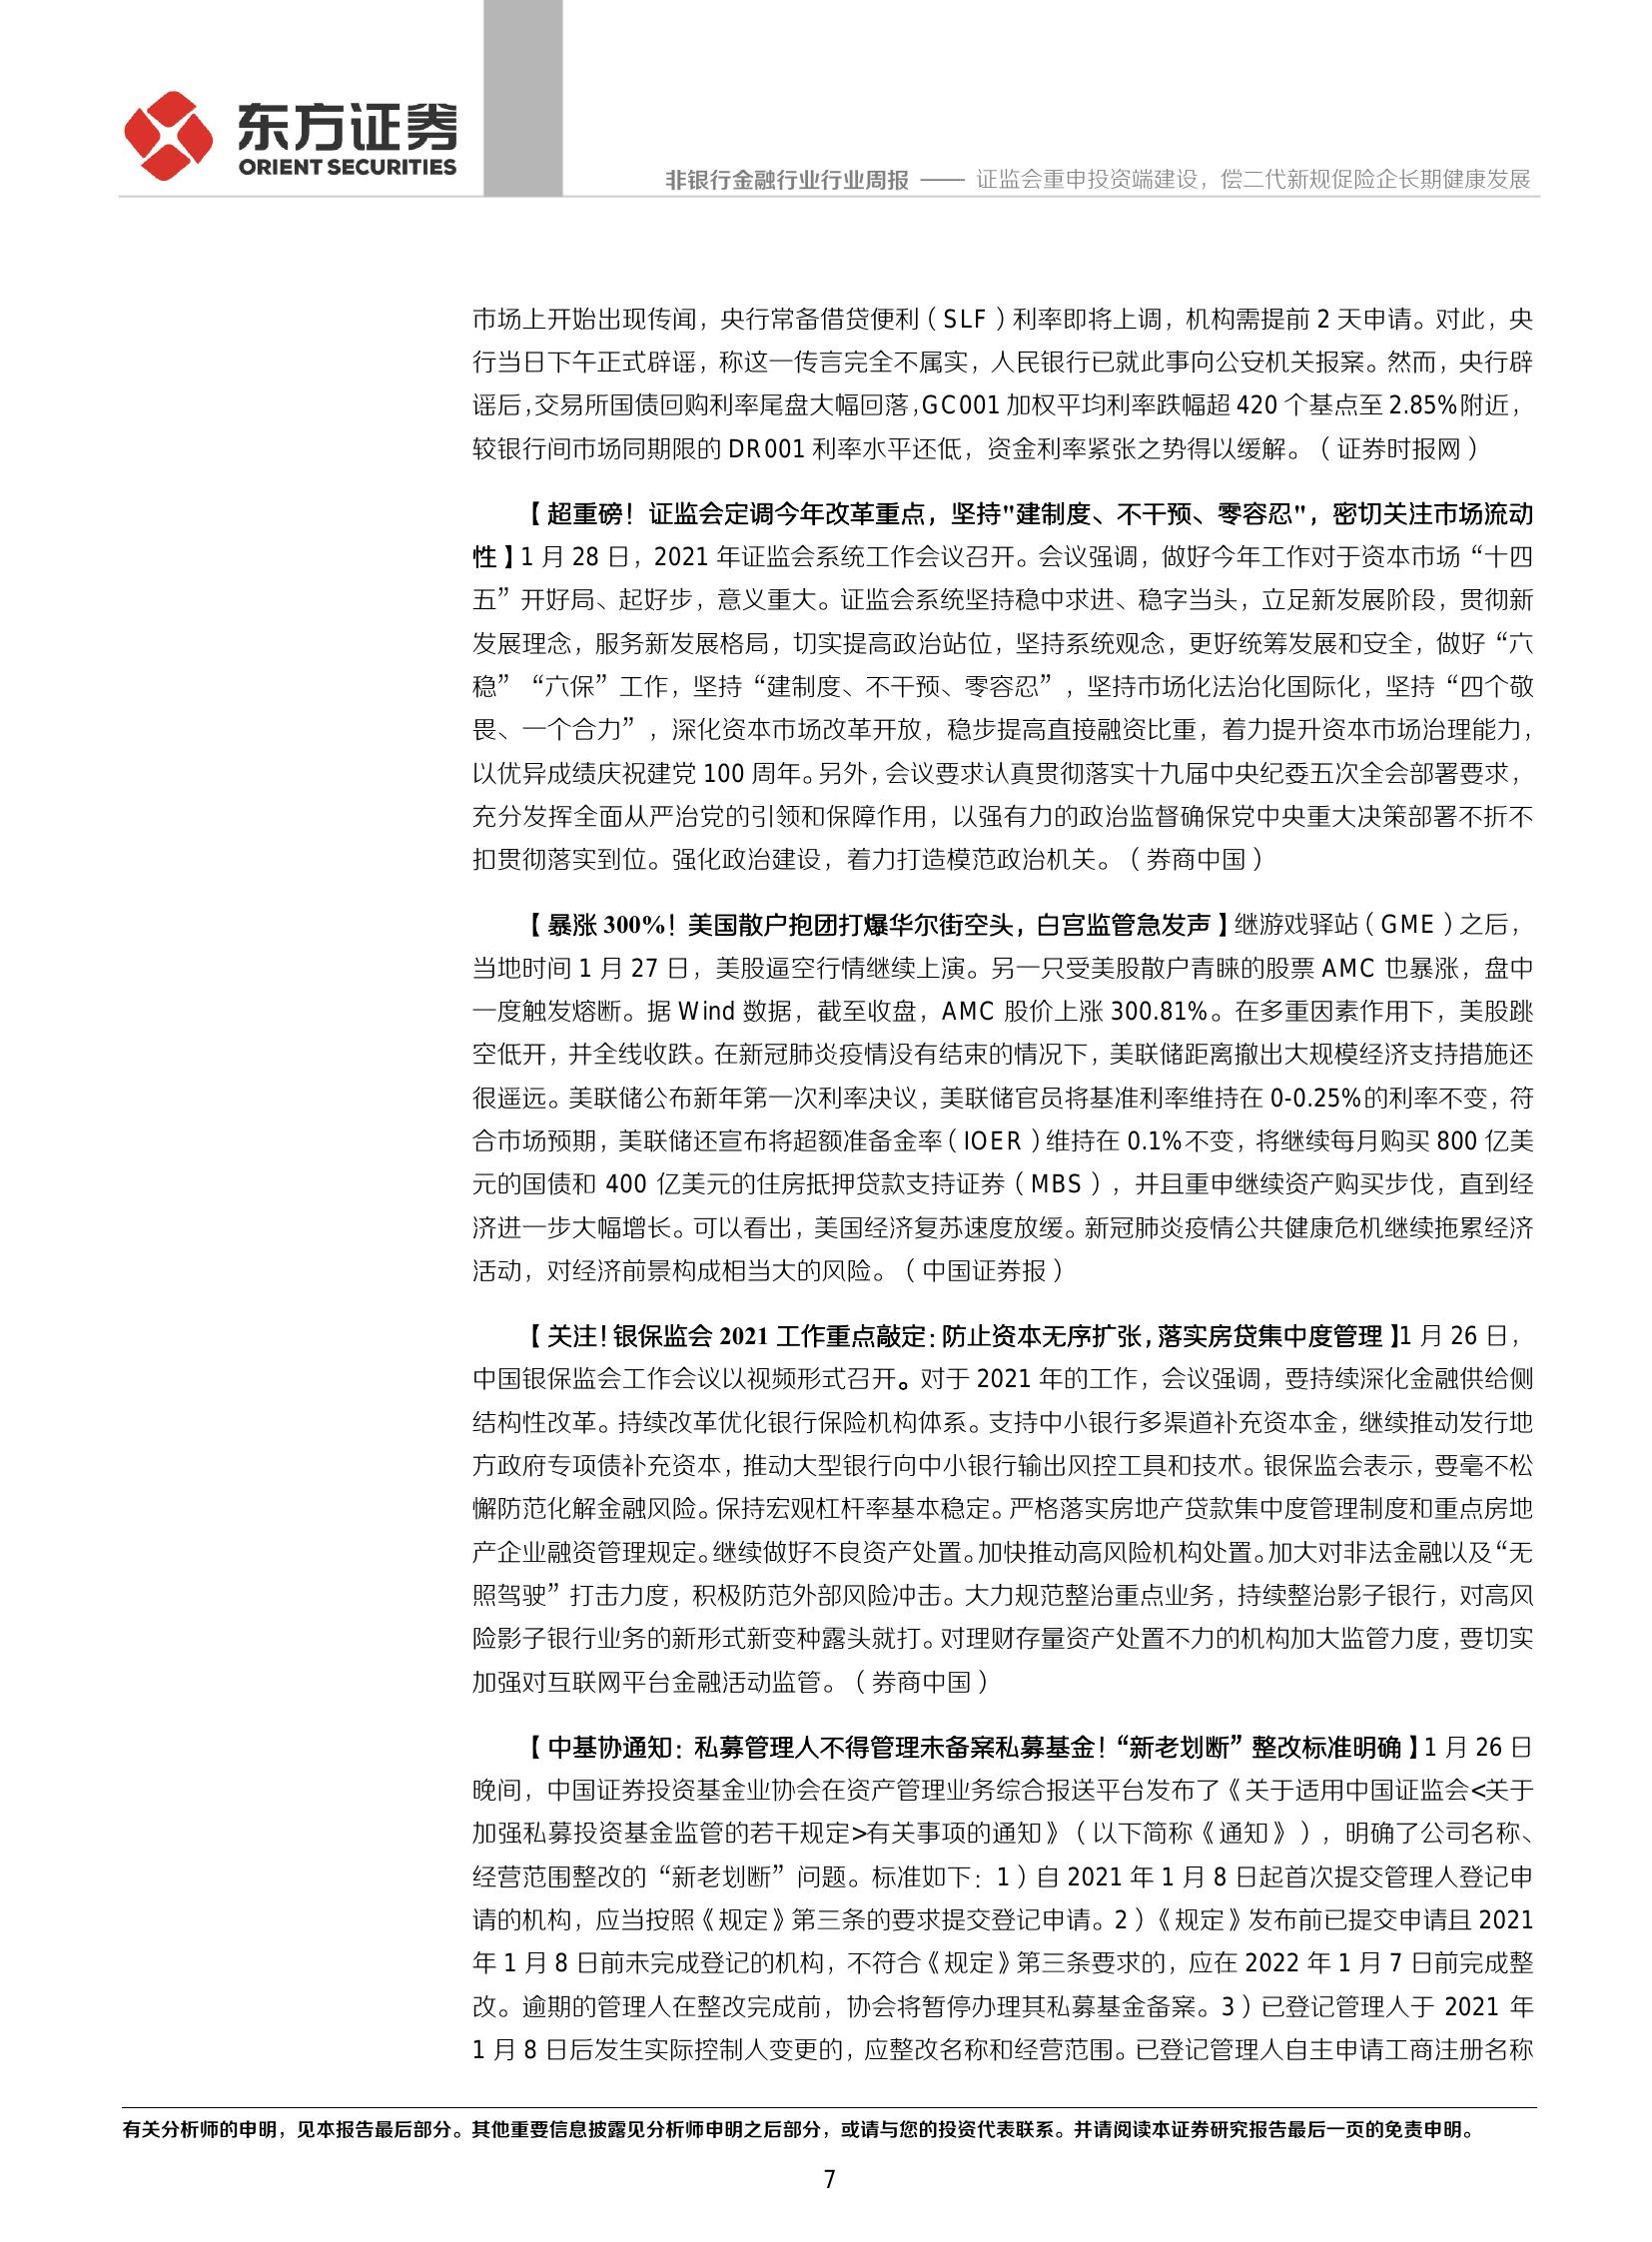 东方证券
ORIENT SECURITIES
非银行金融行业行业周报 —— 证监会重申投资端建设，偿二代新规促险企长期健康发展
市场上开始出现传闻，央行常备借贷便利（SLF）利率即将上调，机构需提前 2 天申请。对此，央
行当日下午正式辟谣，称这一传言完全不属实，人民银行已就此事向公安机关报案。然而，央行辟
谣后，交易所国债回购利率尾盘大幅回落，GC001 加权平均利率跌幅超 420 个基点至 2.85%附近，
较银行间市场同期限的 DR001 利率水平还低，资金利率紧张之势得以缓解。（证券时报网）
【超重磅！证监会定调今年改革重点，坚持"建制度、不干预、零容忍"，密切关注市场流动
性】1 月 28 日，2021 年证监会系统工作会议召开。会议强调，做好今年工作对于资本市场“十四
五”开好局、起好步，意义重大。证监会系统坚持稳中求进、稳字当头，立足新发展阶段，贯彻新
发展理念，服务新发展格局，切实提高政治站位，坚持系统观念，更好统筹发展和安全，做好“六
稳”“六保”工作，坚持“建制度、不干预、零容忍”，坚持市场化法治化国际化，坚持“四个敬
畏、一个合力”，深化资本市场改革开放，稳步提高直接融资比重，着力提升资本市场治理能力，
以优异成绩庆祝建党 100 周年。另外，会议要求认真贯彻落实十九届中央纪委五次全会部署要求，
充分发挥全面从严治党的引领和保障作用，以强有力的政治监督确保党中央重大决策部署不折不
扣贯彻落实到位。强化政治建设，着力打造模范政治机关。（券商中国）
【暴涨 300%！美国散户抱团打爆华尔街空头，白宫监管急发声】继游戏驿站（GME）之后，
当地时间 1 月 27 日，美股逼空行情继续上演。另一只受美股散户青睐的股票 AMC 也暴涨，盘中
一度触发熔断。据 Wind 数据，截至收盘，AMC 股价上涨 300.81%。在多重因素作用下，美股跳
空低开，并全线收跌。在新冠肺炎疫情没有结束的情况下，美联储距离撤出大规模经济支持措施还
很遥远。美联储公布新年第一次利率决议，美联储官员将基准利率维持在 0-0.25%的利率不变，符
合市场预期，美联储还宣布将超额准备金率（IOER）维持在 0.1%不变，将继续每月购买 800 亿美
元的国债和 400 亿美元的住房抵押贷款支持证券（MBS），并且重申继续资产购买步伐，直到经
济进一步大幅增长。可以看出，美国经济复苏速度放缓。新冠肺炎疫情公共健康危机继续拖累经济
活动，对经济前景构成相当大的风险。（中国证券报）
【关注！银保监会 2021 工作重点敲定：防止资本无序扩张，落实房贷集中度管理】1 月 26 日，
中国银保监会工作会议以视频形式召开。对于 2021 年的工作，会议强调，要持续深化金融供给侧
结构性改革。持续改革优化银行保险机构体系。支持中小银行多渠道补充资本金，继续推动发行地
方政府专项债补充资本，推动大型银行向中小银行输出风控工具和技术。银保监会表示，要毫不松
懈防范化解金融风险。保持宏观杠杆率基本稳定。严格落实房地产贷款集中度管理制度和重点房地
产企业融资管理规定。继续做好不良资产处置。加快推动高风险机构处置。加大对非法金融以及“无
照驾驶”打击力度，积极防范外部风险冲击。大力规范整治重点业务，持续整治影子银行，对高风
险影子银行业务的新形式新变种露头就打。对理财存量资产处置不力的机构加大监管力度，要切实
加强对互联网平台金融活动监管。（券商中国）
【中基协通知：私募管理人不得管理未备案私募基金！“新老划断”整改标准明确】1 月 26 日
晚间，中国证券投资基金业协会在资产管理业务综合报送平台发布了《关于适用中国证监会<关于
加强私募投资基金监管的若干规定>有关事项的通知》（以下简称《通知》），明确了公司名称、
经营范围整改的“新老划断”问题。标准如下：1）自 2021 年 1 月 8 日起首次提交管理人登记申
请的机构，应当按照《规定》第三条的要求提交登记申请。2）《规定》发布前已提交申请且 2021
年 1 月 8 日前未完成登记的机构，不符合《规定》第三条要求的，应在 2022 年 1 月 7 日前完成整
改。逾期的管理人在整改完成前，协会将暂停办理其私募基金备案。3）已登记管理人于 2021 年
1 月 8 日后发生实际控制人变更的，应整改名称和经营范围。已登记管理人自主申请工商注册名称
有关分析师的申明，见本报告最后部分。其他重要信息披露见分析师申明之后部分，或请与您的投资代表联系。并请阅读本证券研究报告最后一页的免责申明。
7